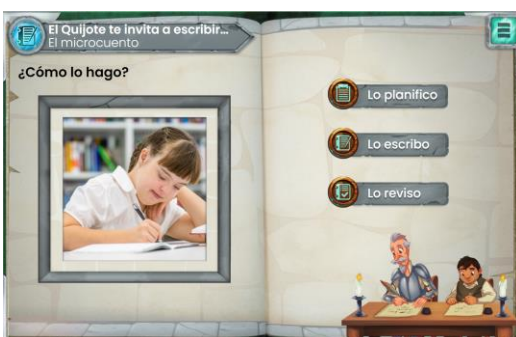 El Quijote te invita a escribir...
El microcuento
¿Cómo lo hago?
Lo planifico
Lo escribo
Lo reviso